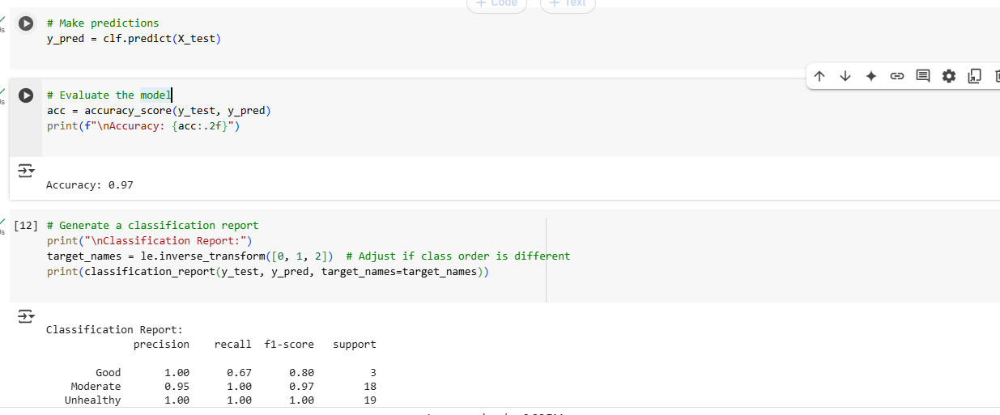 + Code + Text
# Make predictions
y_pred = clf.predict(X_test)
# Evaluate the model
acc = accuracy_score(y_test, y_pred)
print(f"\nAccuracy: {acc:.2f}")
Accuracy: 0.97
[12] # Generate a classification report
print("\nClassification Report:")
target_names = le.inverse_transform([0, 1, 2])  # Adjust if class order is different
print(classification_report(y_test, y_pred, target_names=target_names))
Classification Report:
precision recall f1-score support
Good 1.00 0.67 0.80 3
Moderate 0.95 1.00 0.97 18
Unhealthy 1.00 1.00 1.00 19